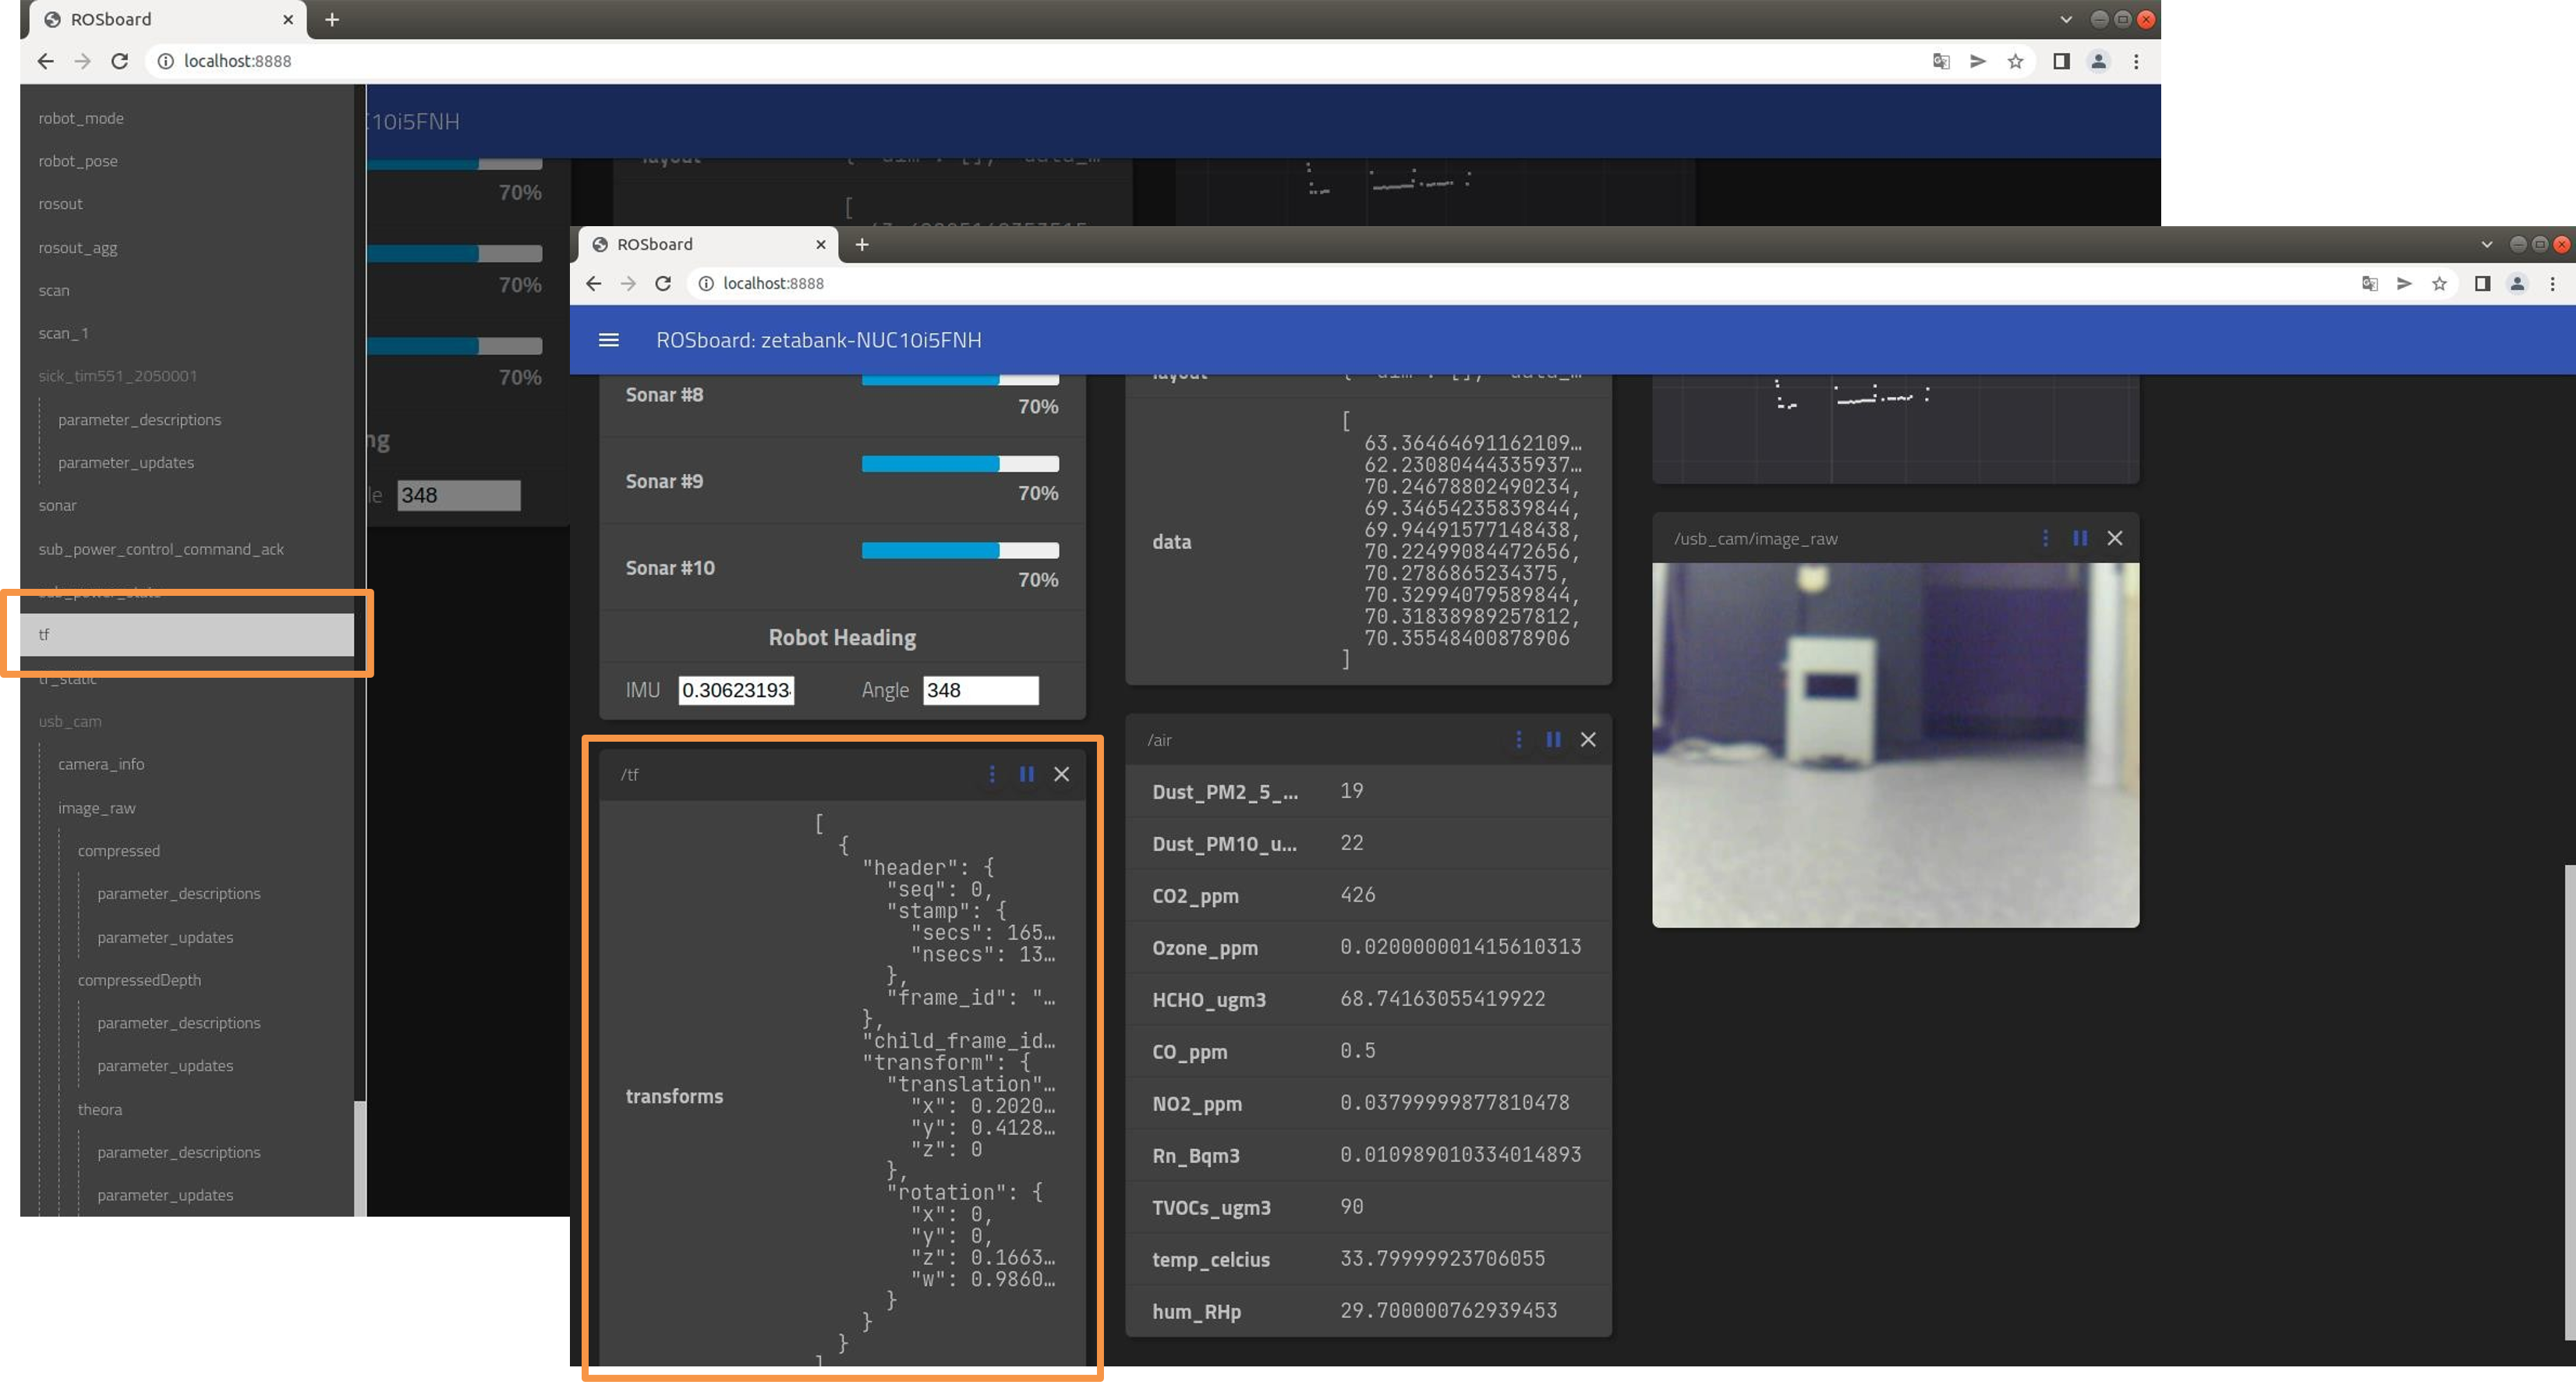 ROSboard
localhost:8888
robot_mode
robot_pose
rosout
rosout_agg
scan
scan_1
sick_tim551_2050001
parameter_descriptions
parameter_updates
sonar
sub_power_control_command_ack
sub_power_state
tf
tf_static
usb_cam
camera_info
image_raw
compressed
parameter_descriptions
parameter_updates
compressedDepth
parameter_descriptions
parameter_updates
theora
parameter_descriptions
parameter_updates
C10i5FNH
70%
70%
70%
ng
le 348
layout
[
ROSboard
localhost:8888
ROSboard: zetabank-NUC10i5FNH
Sonar #8
70%
Sonar #9
70%
Sonar #10
70%
Robot Heading
IMU 0.30623193 Angle 348
/tf
transforms
[
{
"header": {
"seq": 0,
"stamp": {
"secs": 165…
"nsecs": 13…
},
"frame_id": "…
},
"child_frame_id…
"transform": {
"translation"…
"x": 0.2020…
"y": 0.4128…
"z": 0
},
"rotation": {
"x": 0,
"y": 0,
"z": 0.1663…
"w": 0.9860…
}
}
}
]
layout
data
[
63.36464691162109…
62.23080444335937…
70.24678802490234,
69.34654235839844,
69.94491577148438,
70.22499084472656,
70.2786865234375,
70.32994079589844,
70.31838989257812,
70.35548400878906
]
/air
Dust_PM2_5_... 19
Dust_PM10_u... 22
CO2_ppm 426
Ozone_ppm 0.020000001415610313
HCHO_ugm3 68.74163055419922
CO_ppm 0.5
NO2_ppm 0.03799999877810478
Rn_Bqm3 0.010989010334014893
TVOCs_ugm3 90
temp_celcius 33.79999923706055
hum_RHp 29.700000762939453
/usb_cam/image_raw